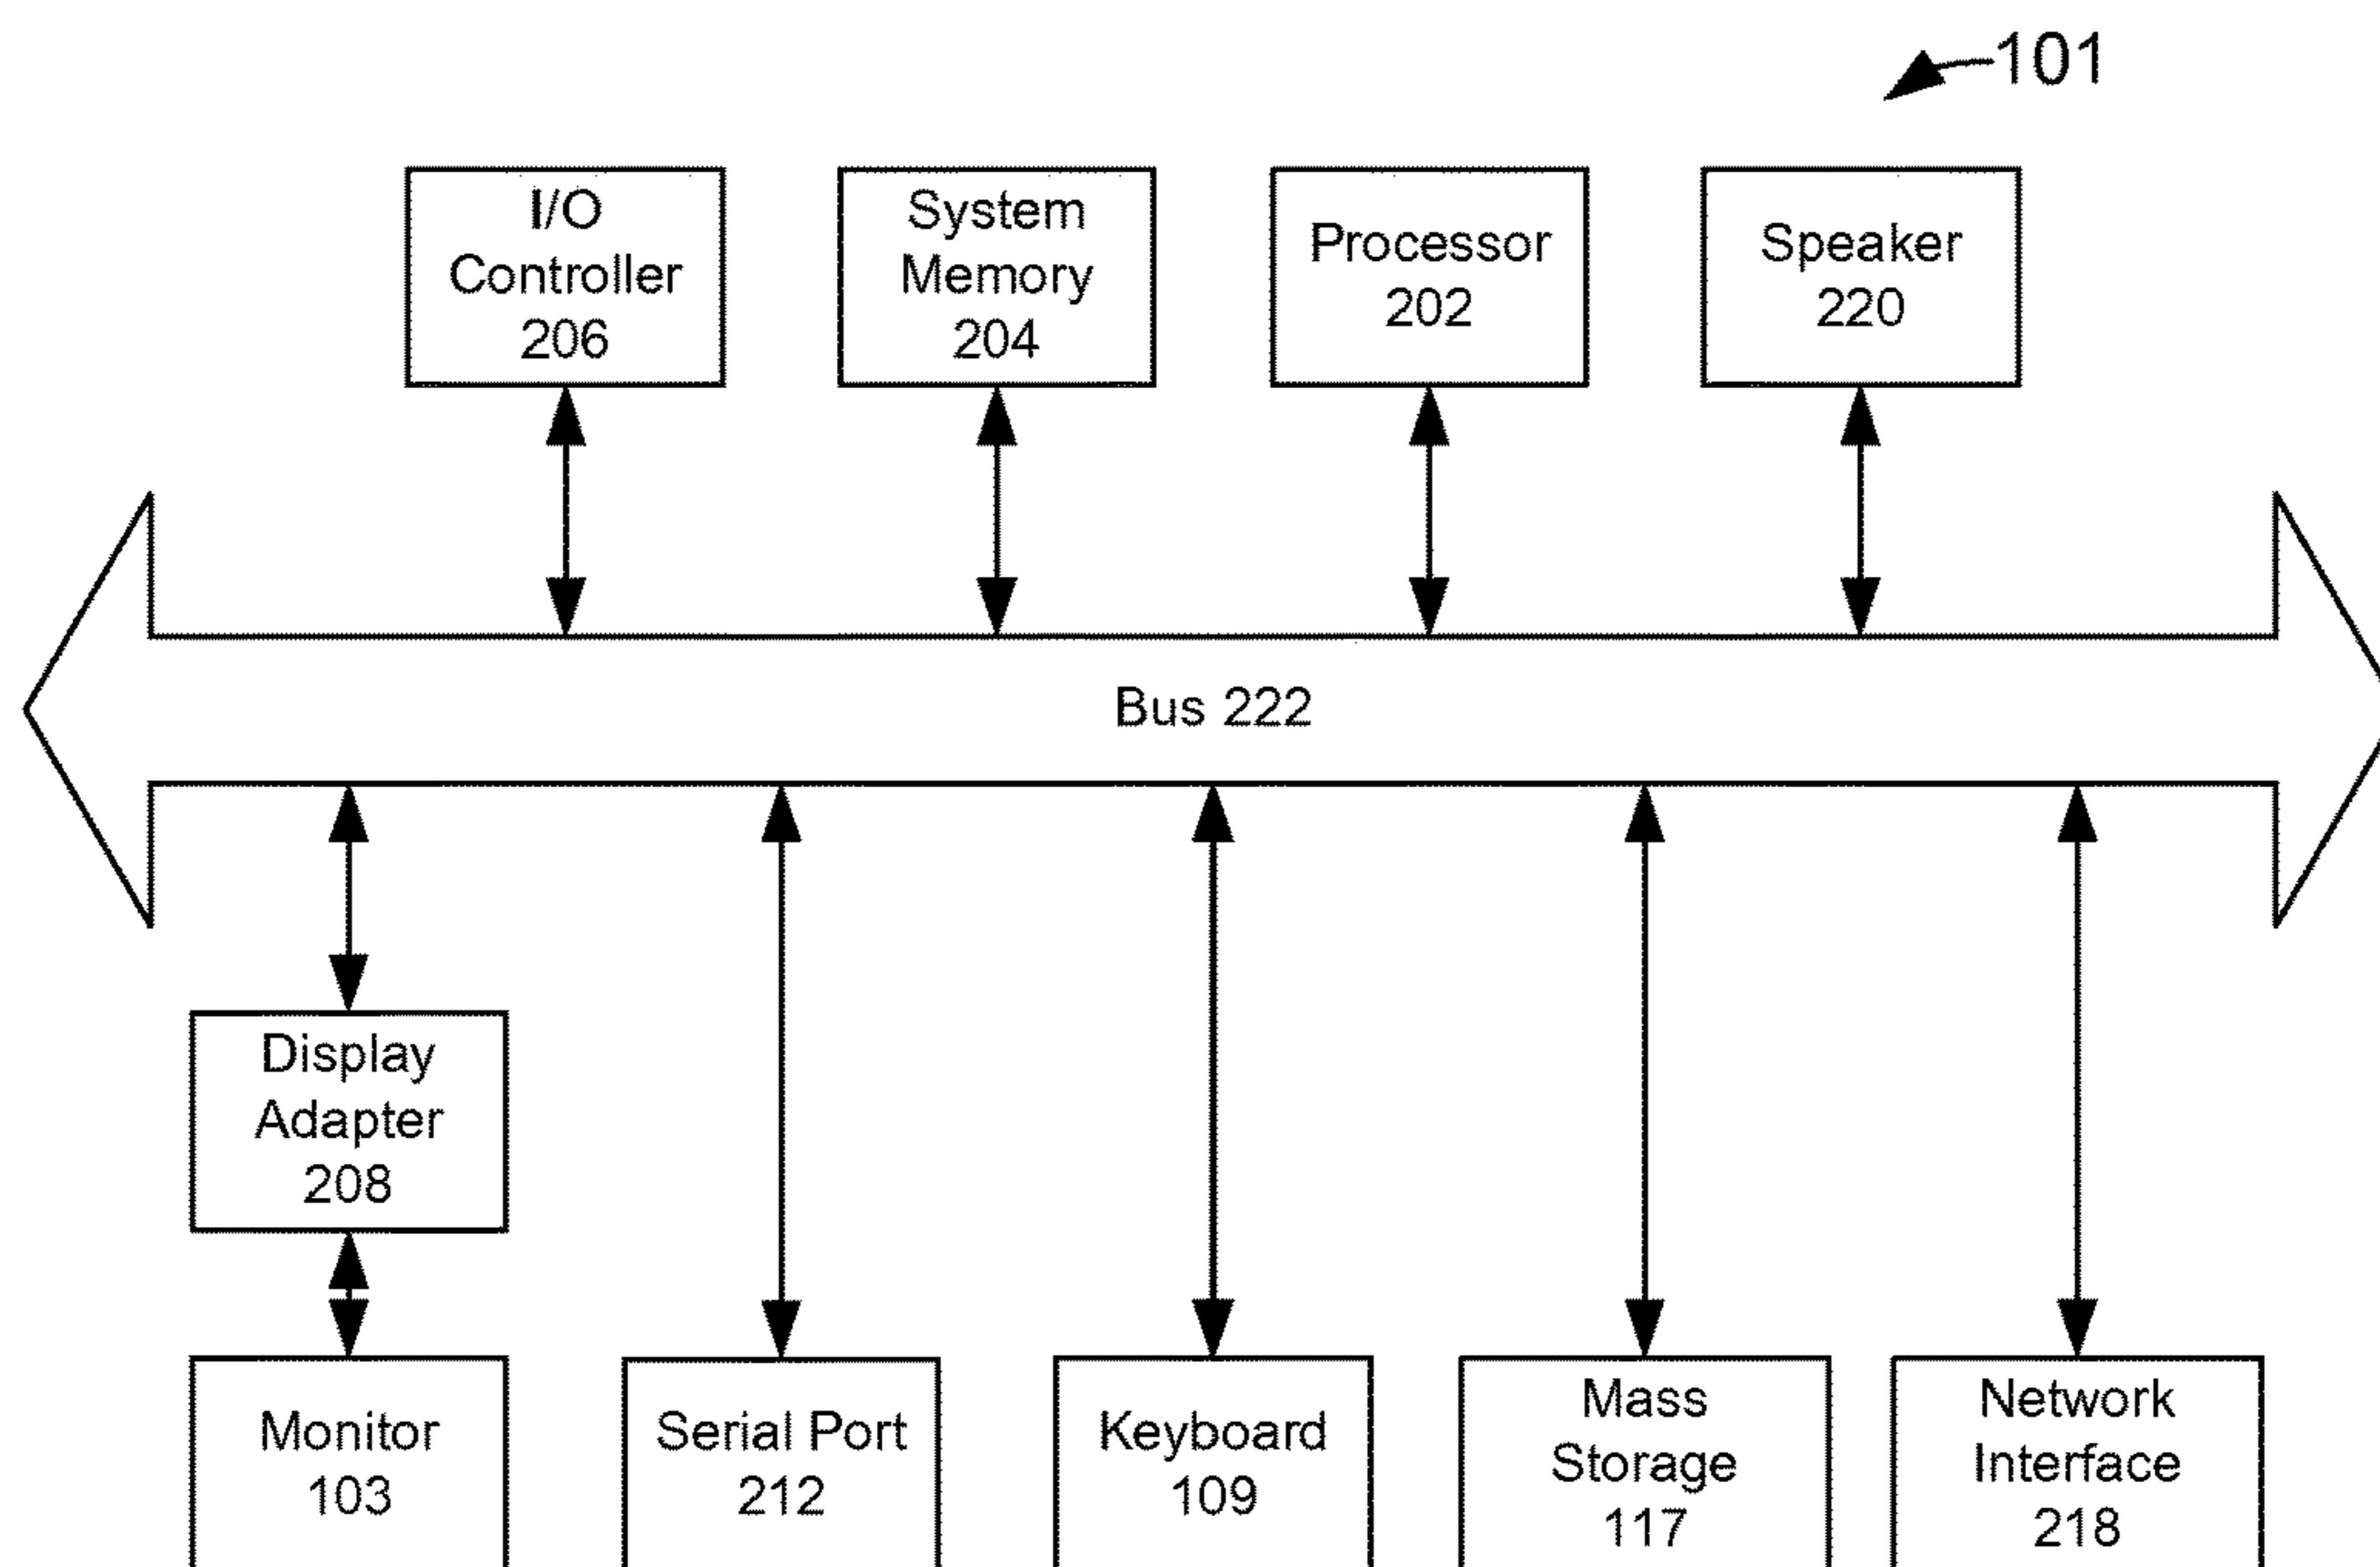 101
I/O
Controller
206
System
Memory
204
Processor
202
Speaker
220
Bus 222
Display
Adapter
208
Monitor
103
Serial Port
212
Keyboard
109
Mass
Storage
117
Network
Interface
218